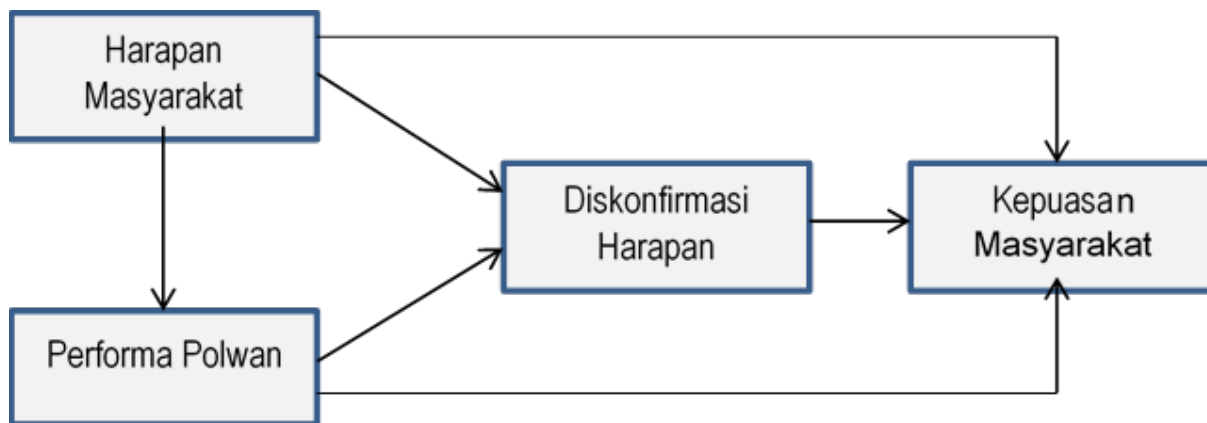 Harapan
Masyarakat
Diskonfirmasi
Harapan
Kepuasan
Masyarakat
Performa Polwan